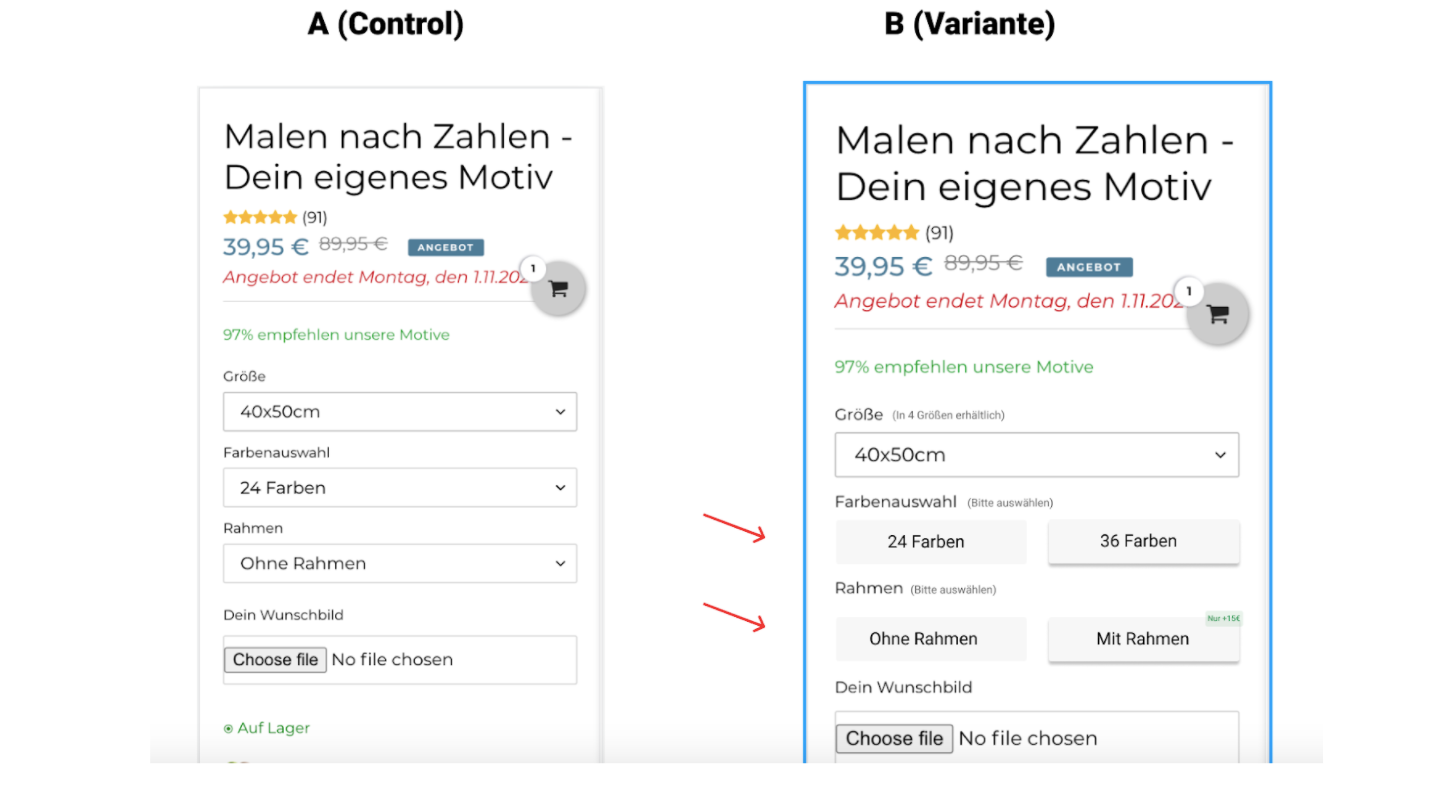 A (Control)
Malen nach Zahlen -
Dein eigenes Motiv
(91)
39,95 € 89,95 € ANGEBOT
Angebot endet Montag, den 1.11.202
1
97% empfehlen unsere Motive
Größe
40x50cm
Farbenauswahl
24 Farben
Rahmen
Ohne Rahmen
Dein Wunschbild
Choose file No file chosen
Auf Lager
B (Variante)
Malen nach Zahlen -
Dein eigenes Motiv
(91)
39,95 € 89,95 € ANGEBOT
Angebot endet Montag, den 1.11.202
1
97% empfehlen unsere Motive
Größe (In 4 Größen erhältlich)
40x50cm
Farbenauswahl (Bitte auswählen)
24 Farben 36 Farben
Rahmen (Bitte auswählen)
Nur +15€
Ohne Rahmen Mit Rahmen
Dein Wunschbild
Choose file No file chosen